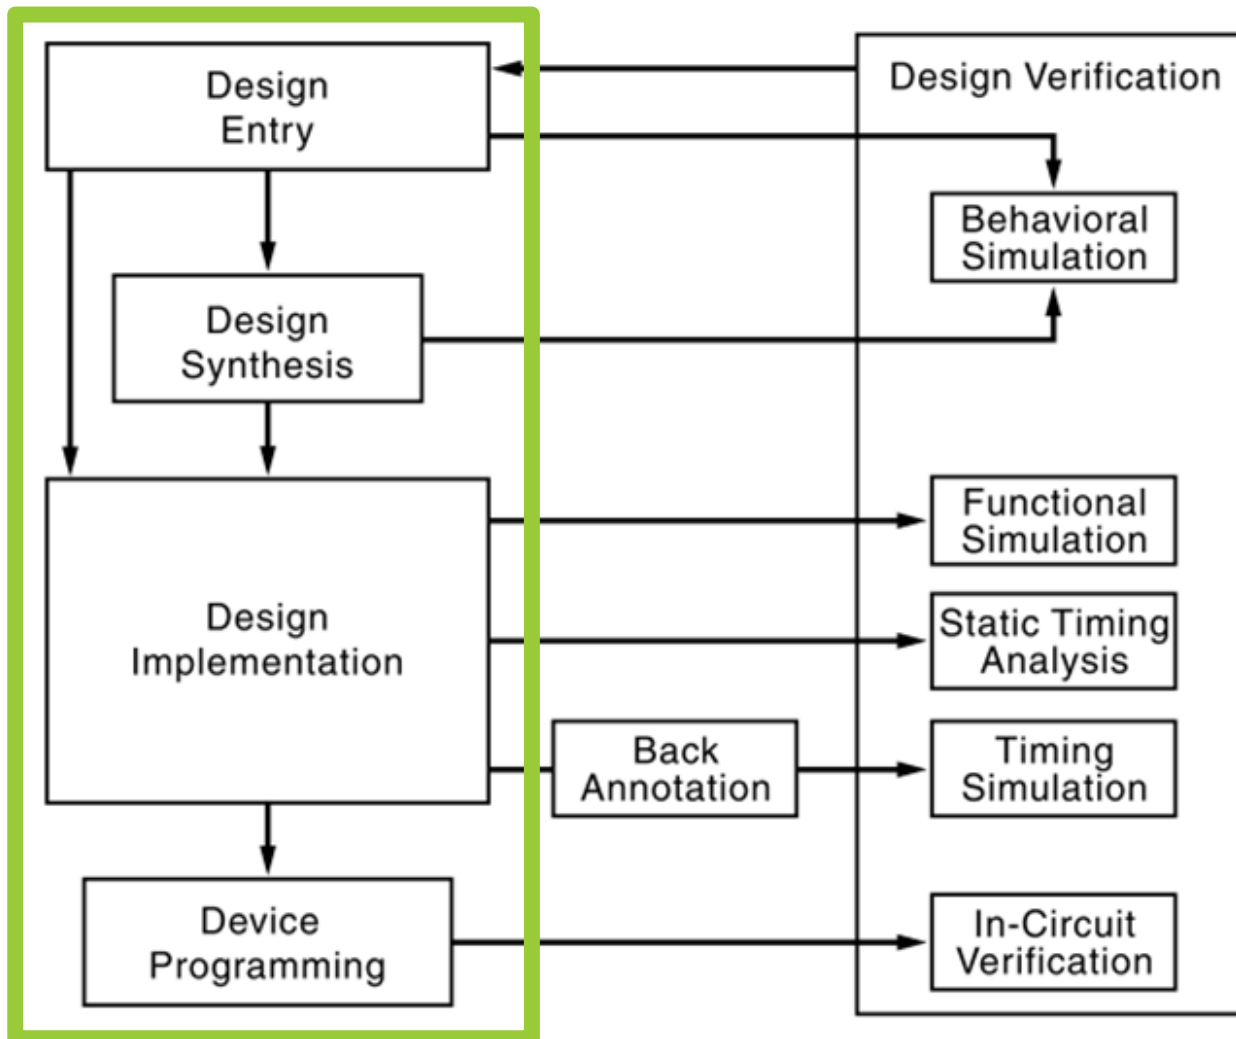 Design
Entry
Design
Synthesis
Design
Implementation
Device
Programming
Back
Annotation
Design Verification
Behavioral
Simulation
Functional
Simulation
Static Timing
Analysis
Timing
Simulation
In-Circuit
Verification